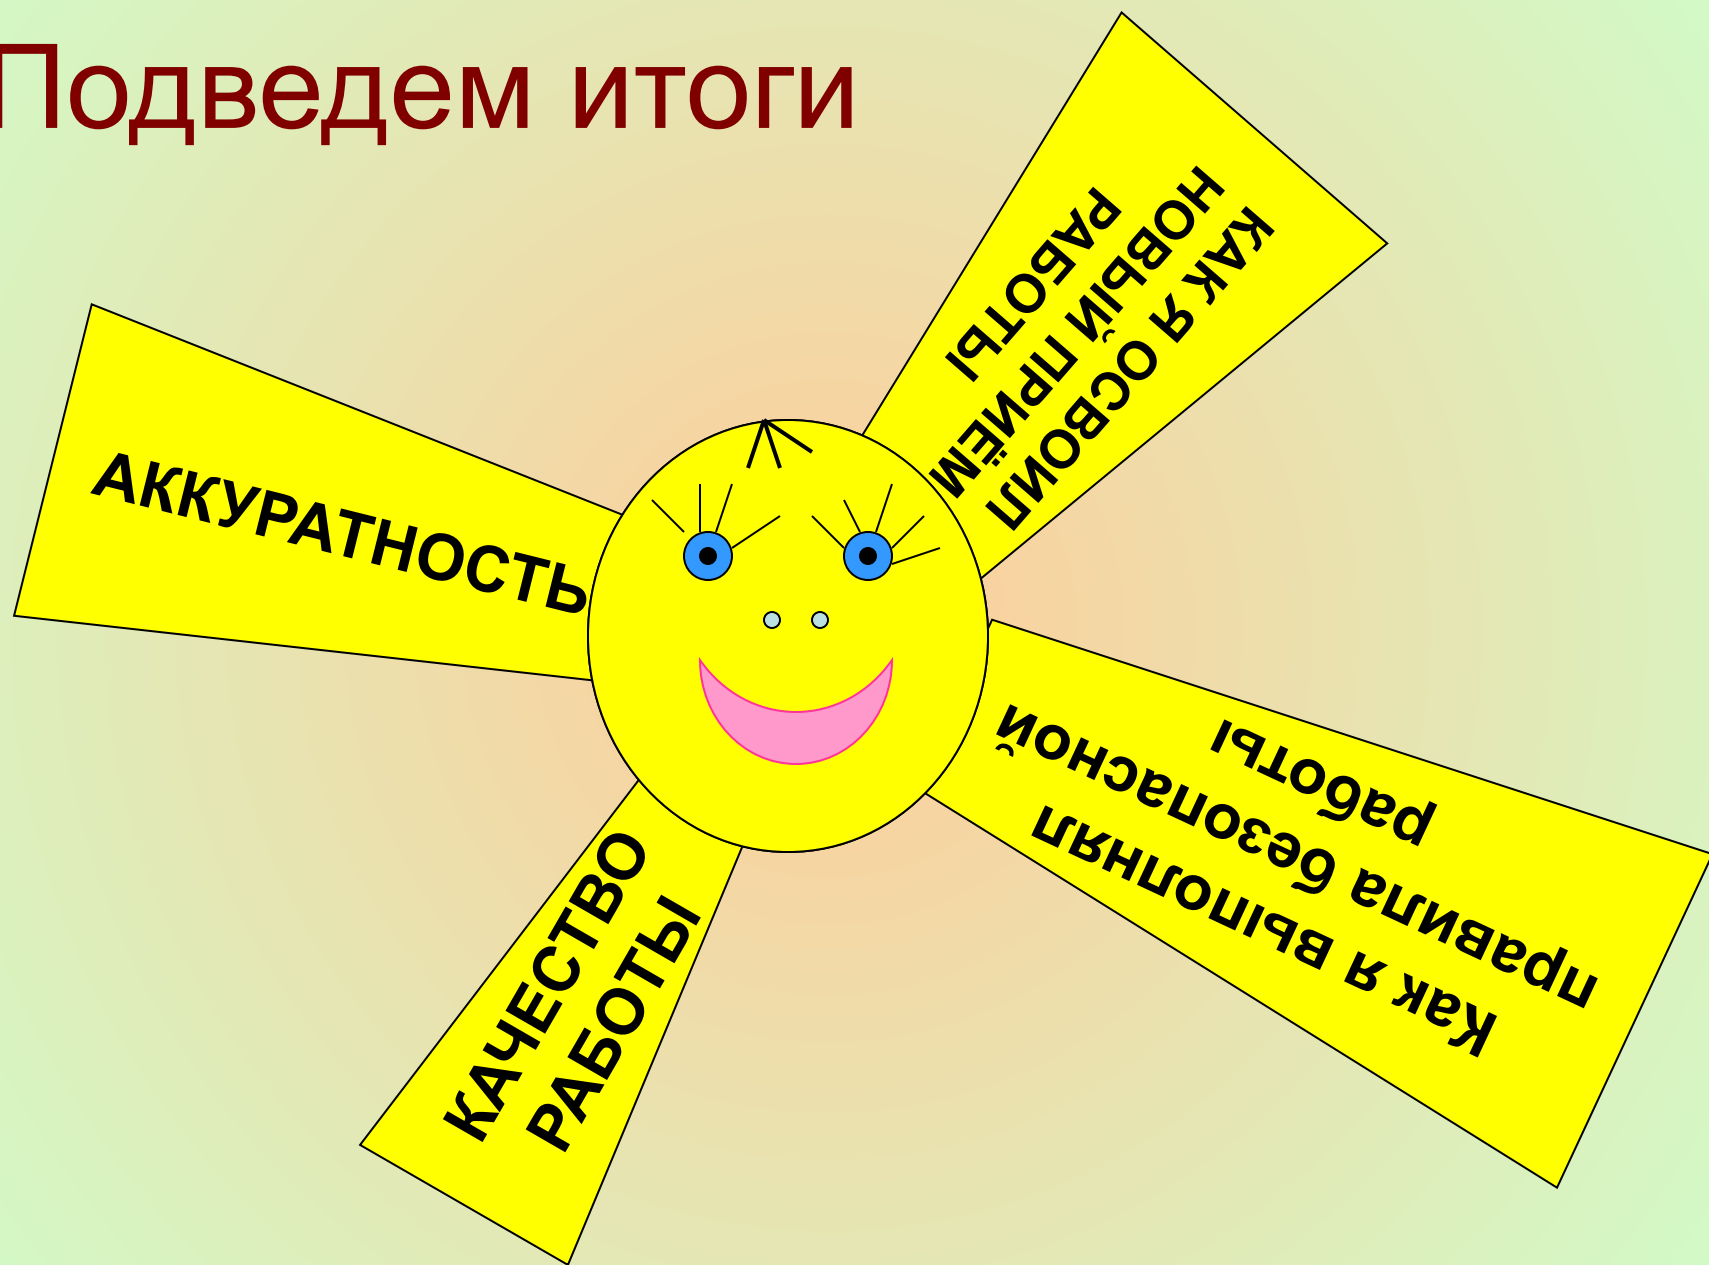 Подведем итоги
АККУРАТНОСТЬ
КАК Я ОСВОИЛ
НОВЫЙ ПРИЁМ
РАБОТЫ
Как я выполнял
правила безопасной
работы
КАЧЕСТВО
РАБОТЫ